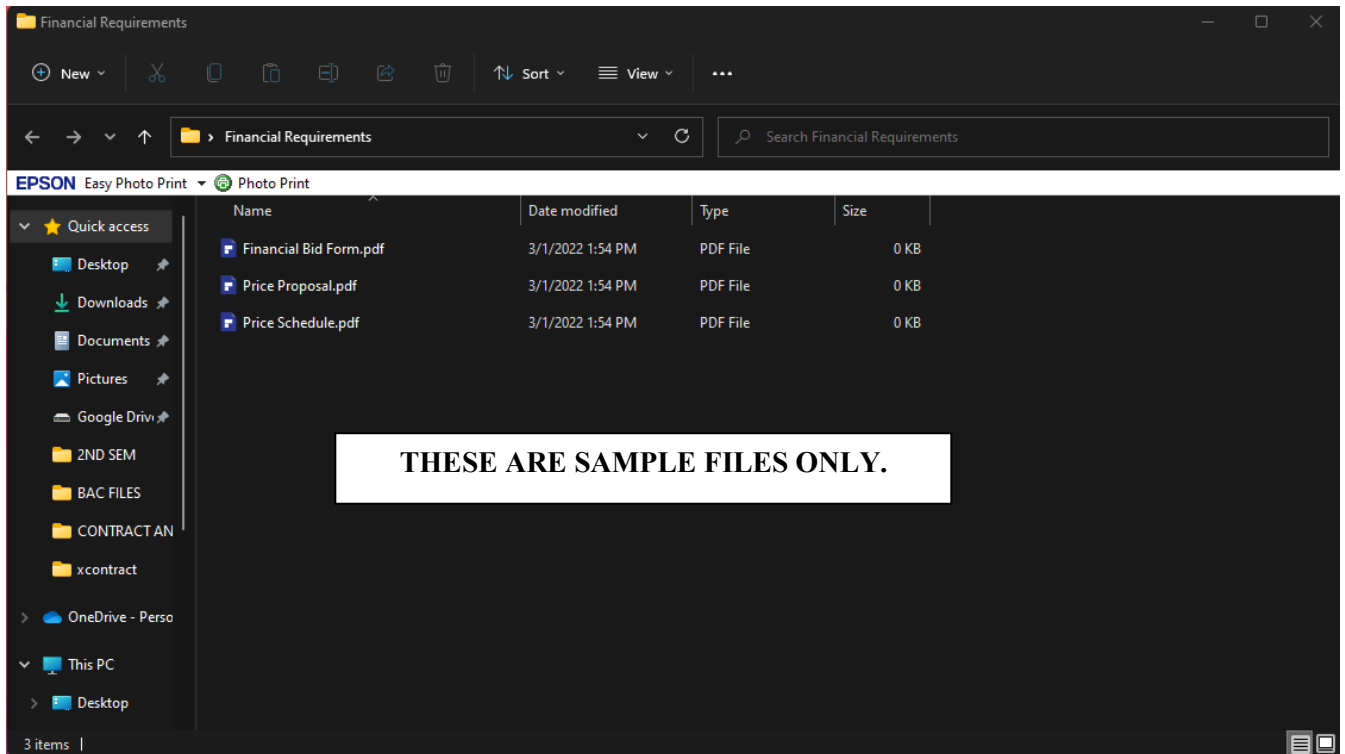 Financial Requirements
New Sort View
Financial Requirements Search Financial Requirements
EPSON Easy Photo Print Photo Print
Name Date modified Type Size
Quick access
Financial Bid Form.pdf 3/1/2022 1:54 PM PDF File 0 KB
Desktop
Price Proposal.pdf 3/1/2022 1:54 PM PDF File 0 KB
Downloads
Price Schedule.pdf 3/1/2022 1:54 PM PDF File 0 KB
Documents
Pictures
Google Driv
2ND SEM
THESE ARE SAMPLE FILES ONLY.
BAC FILES
CONTRACT AN
xcontract
OneDrive - Perso
This PC
Desktop
3 items